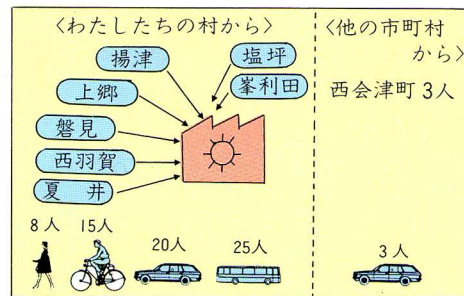 〈わたしたちの村から〉
揚津
塩坪
上郷
峯利田
磐見
西羽賀
夏井
8人
15人
20人
25人
〈他の市町村
から〉
西会津町3人
3人